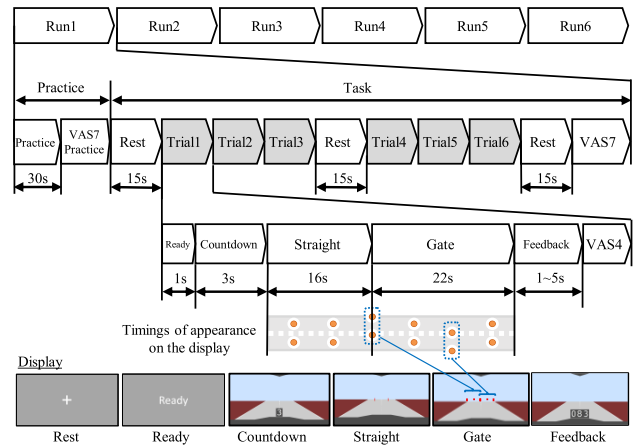 Run1 Run2 Run3 Run4 Run5 Run6
Practice Task
Practice VAS7 Practice Rest Trial1 Trial2 Trial3 Rest Trial4 Trial5 Trial6 Rest VAS7
30s 15s 15s 15s
Ready Countdown Straight Gate Feedback VAS4
1s 3s 16s 22s 1~5s
Timings of appearance
on the display
Display
+ Ready 3 083
Rest Ready Countdown Straight Gate Feedback